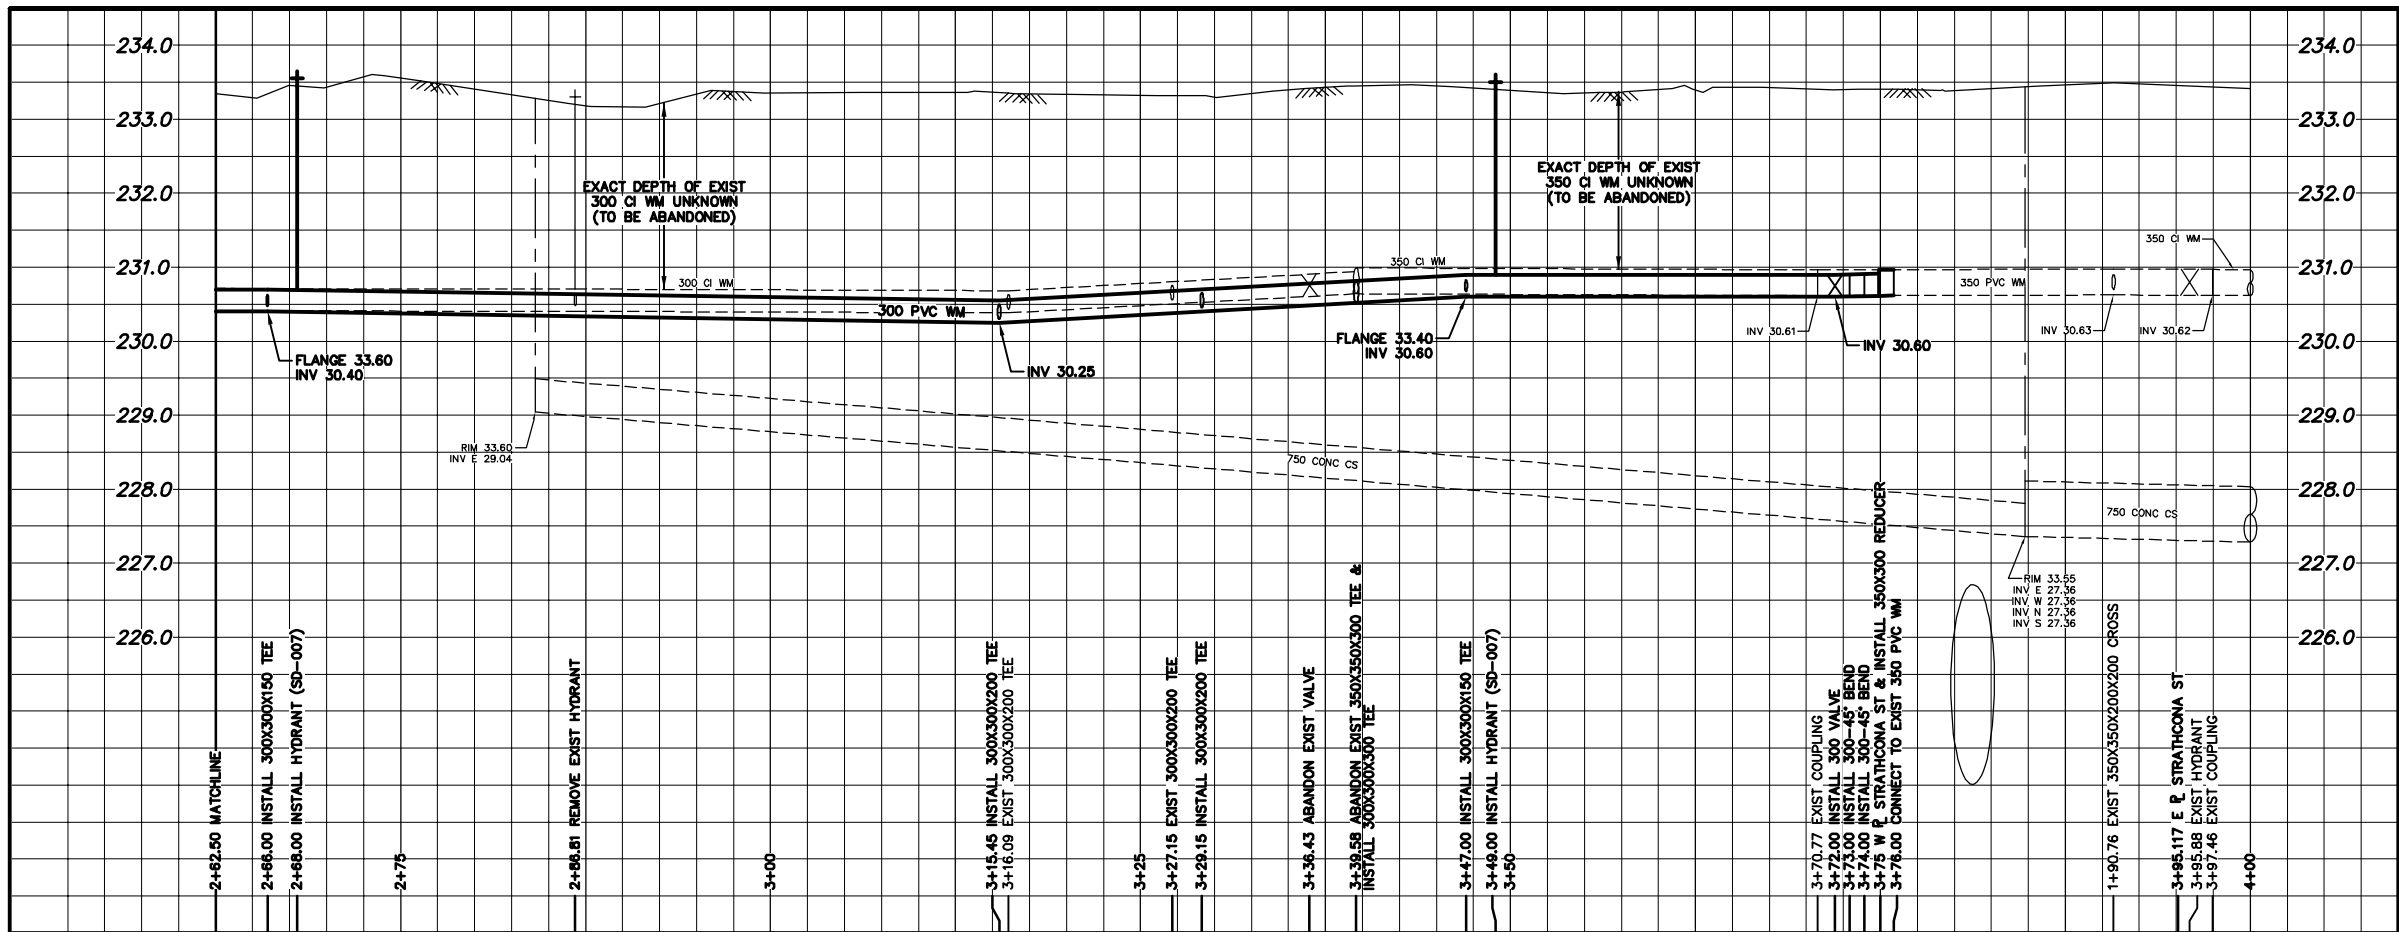 234.0
233.0
232.0
231.0
230.0
229.0
228.0
227.0
226.0
234.0
233.0
232.0
231.0
230.0
229.0
228.0
227.0
226.0
EXACT DEPTH OF EXIST
300 CI WM UNKNOWN
(TO BE ABANDONED)
EXACT DEPTH OF EXIST
350 CI WM UNKNOWN
(TO BE ABANDONED)
300 CI WM
300 PVC WM
350 CI WM
350 PVC WM
350 CI WM
FLANGE 33.60
INV 30.40
INV 30.25
FLANGE 33.40
INV 30.60
INV 30.61
INV 30.60
INV 30.63
INV 30.62
RIM 33.60
INV E 29.04
750 CONC CS
750 CONC CS
RIM 33.55
INV E 27.36
INV W 27.36
INV N 27.36
INV S 27.36
2+62.50 MATCHLINE
2+66.00 INSTALL 300X300X150 TEE
2+68.00 INSTALL HYDRANT (SD-007)
2+75
2+86.81 REMOVE EXIST HYDRANT
3+00
3+15.45 INSTALL 300X300X200 TEE
3+16.09 EXIST 300X300X200 TEE
3+25
3+27.15 EXIST 300X300X200 TEE
3+29.15 INSTALL 300X300X200 TEE
3+36.43 ABANDON EXIST VALVE
3+39.58 ABANDON EXIST 350X350X300 TEE &
INSTALL 300X300X300 TEE
3+47.00 INSTALL 300X300X150 TEE
3+49.00 INSTALL HYDRANT (SD-007)
3+50
3+70.77 EXIST COUPLING
3+72.00 INSTALL 300 VALVE
3+73.00 INSTALL 300-45° BEND
3+74.00 INSTALL 300-45° BEND
3+75 W PL STRATHCONA ST & INSTALL 350X300 REDUCER
3+76.00 CONNECT TO EXIST 350 PVC WM
1+90.76 EXIST 350X350X200X200 CROSS
3+95.117 E PL STRATHCONA ST
3+95.88 EXIST HYDRANT
3+97.46 EXIST COUPLING
4+00